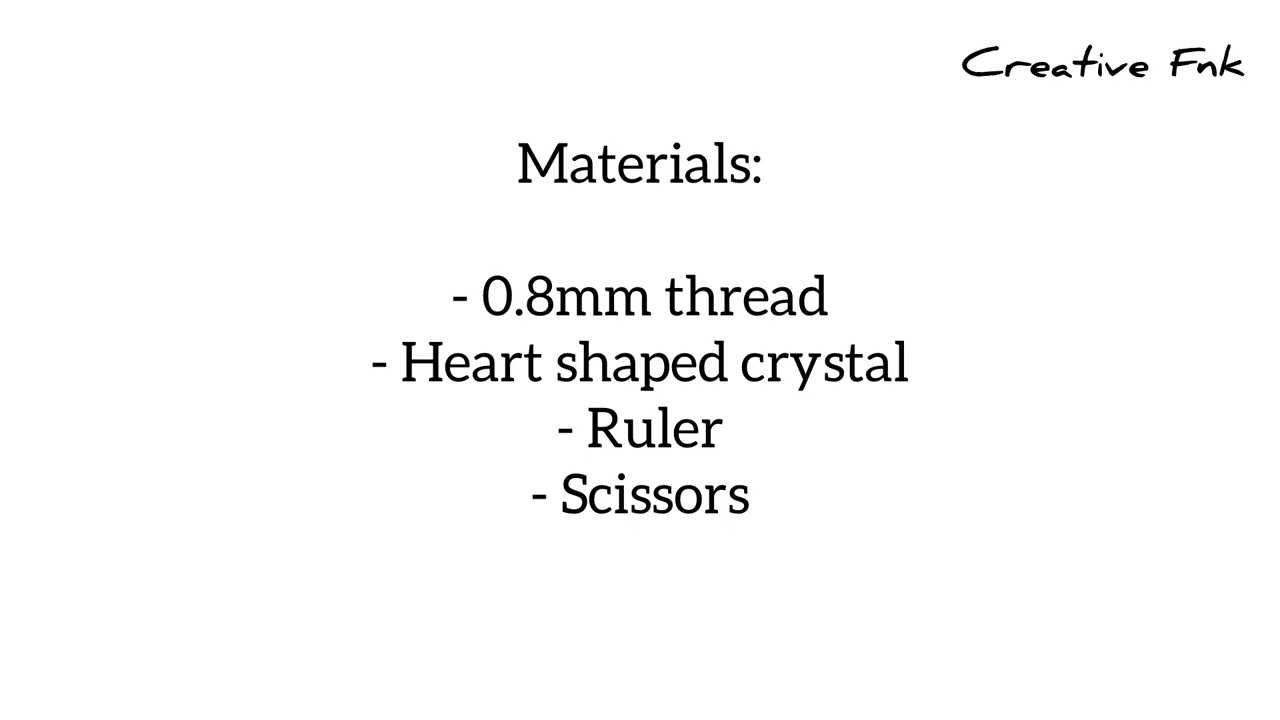 Creative Fnk
Materials:
- 0.8mm thread
- Heart shaped crystal
- Ruler
- Scissors